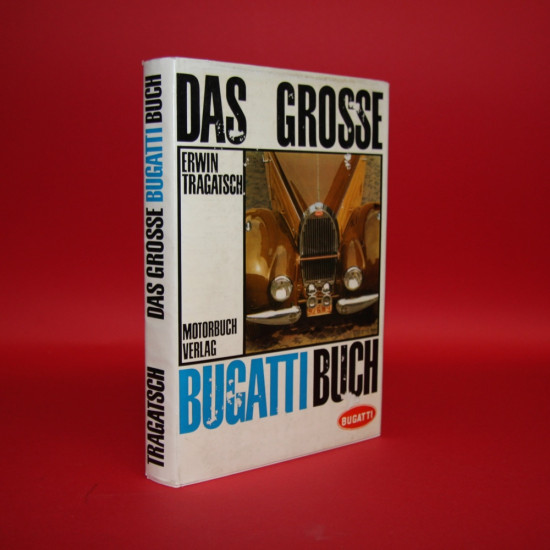 DAS GROSSE
ERWIN
TRAGATSCH
MOTORBUCH
VERLAG
BUGATTI BUCH
BUGATTI
TRAGATSCH DAS GROSSE BUGATTI BUCH